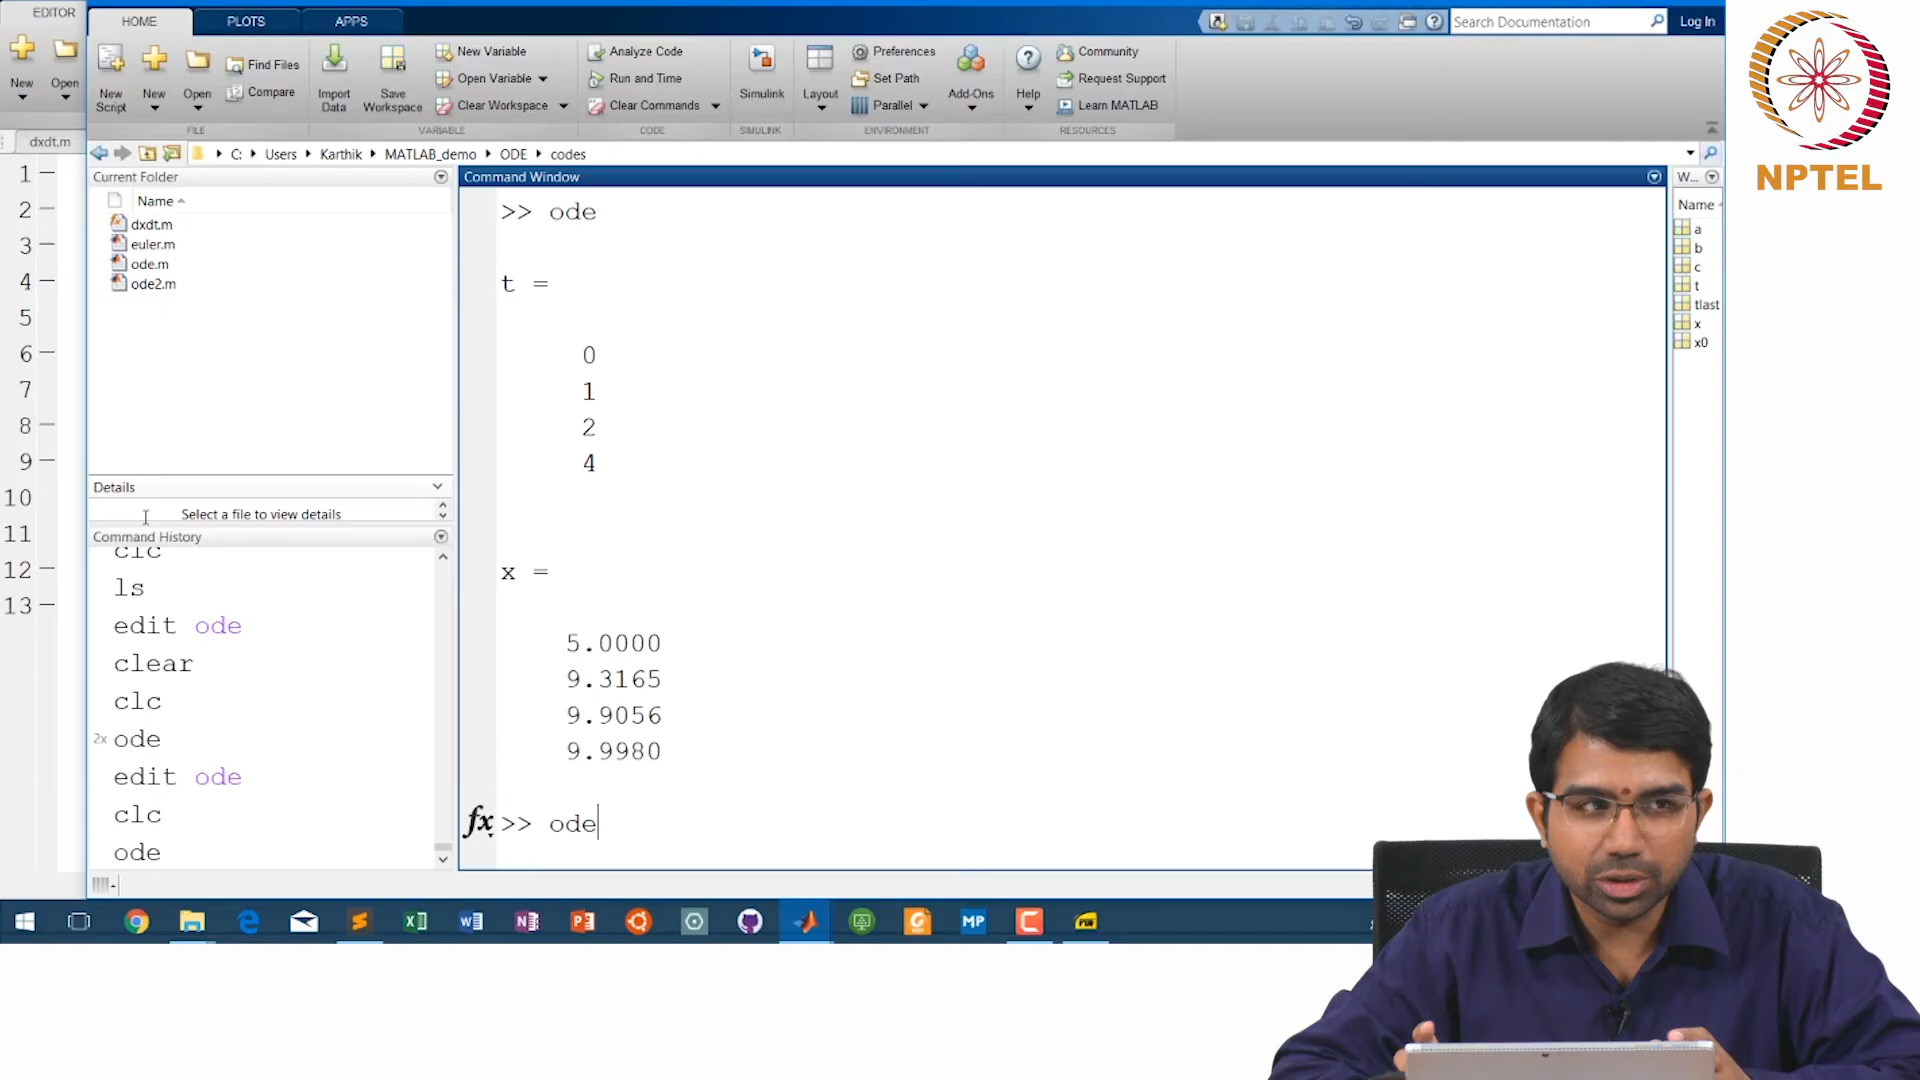 EDITOR
HOME
PLOTS
APPS
Search Documentation
Log In
New
Open
New Script
New
Open
Find Files
Compare
Import Data
Save Workspace
New Variable
Open Variable
Clear Workspace
Analyze Code
Run and Time
Clear Commands
Simulink
Layout
Preferences
Set Path
Parallel
Add-Ons
Help
Community
Request Support
Learn MATLAB
FILE
VARIABLE
CODE
SIMULINK
ENVIRONMENT
RESOURCES
NPTEL
dxdt.m
C: Users Karthik MATLAB_demo ODE codes
1
2
3
4
5
6
7
8
9
10
11
12
13
Current Folder
Name
dxdt.m
euler.m
ode.m
ode2.m
Details
Select a file to view details
Command History
clc
ls
edit ode
clear
clc
2x ode
edit ode
clc
ode
Command Window
>> ode
t =
0
1
2
4
x =
5.0000
9.3165
9.9056
9.9980
fx >> ode
W...
Name
a
b
c
t
tlast
x
x0
MP